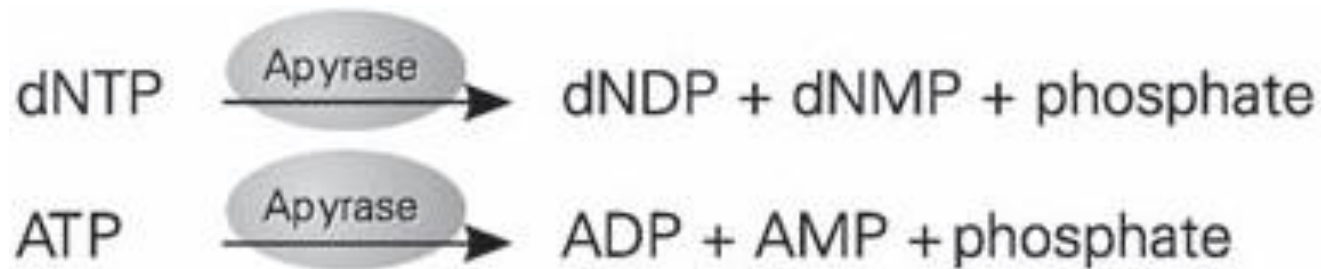 dNTP Apyrase dNDP + dNMP + phosphate
ATP Apyrase ADP + AMP + phosphate